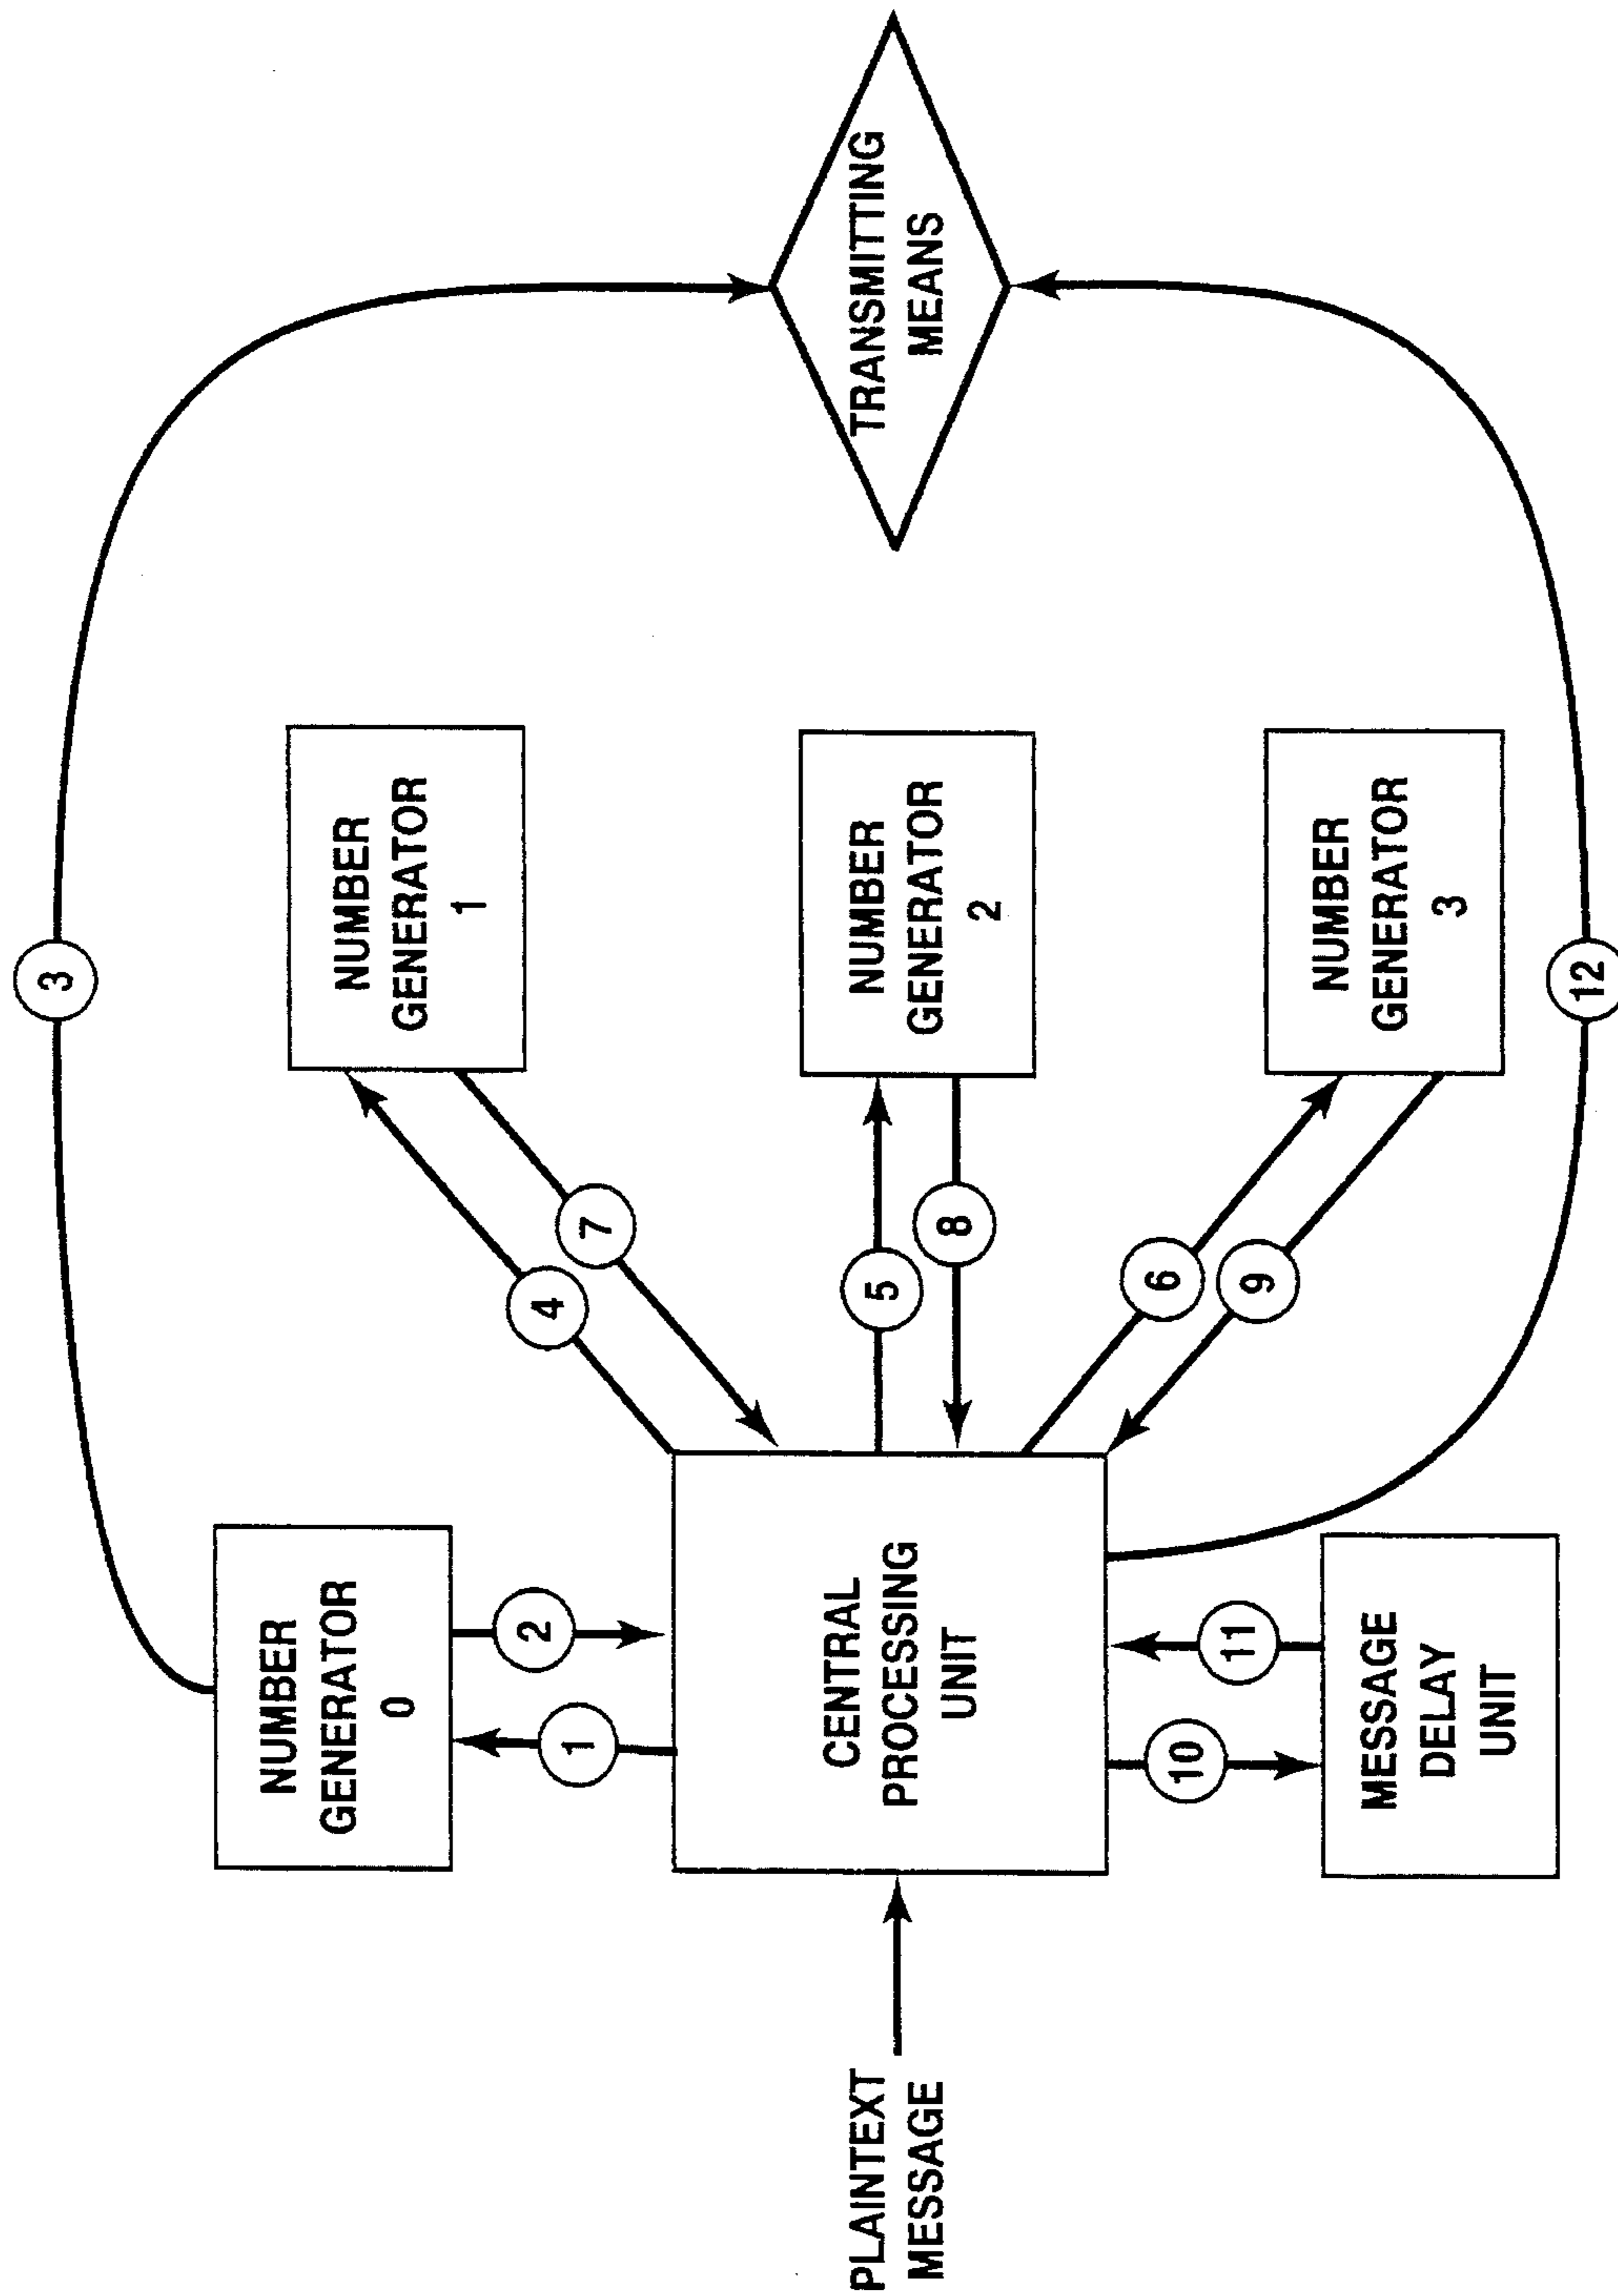 PLAINTEXT
MESSAGE
NUMBER
GENERATOR
0
1
2
3
CENTRAL
PROCESSING
UNIT
10
11
MESSAGE
DELAY
UNIT
4
7
5
8
6
9
12
NUMBER
GENERATOR
1
NUMBER
GENERATOR
2
NUMBER
GENERATOR
3
TRANSMITTING
MEANS